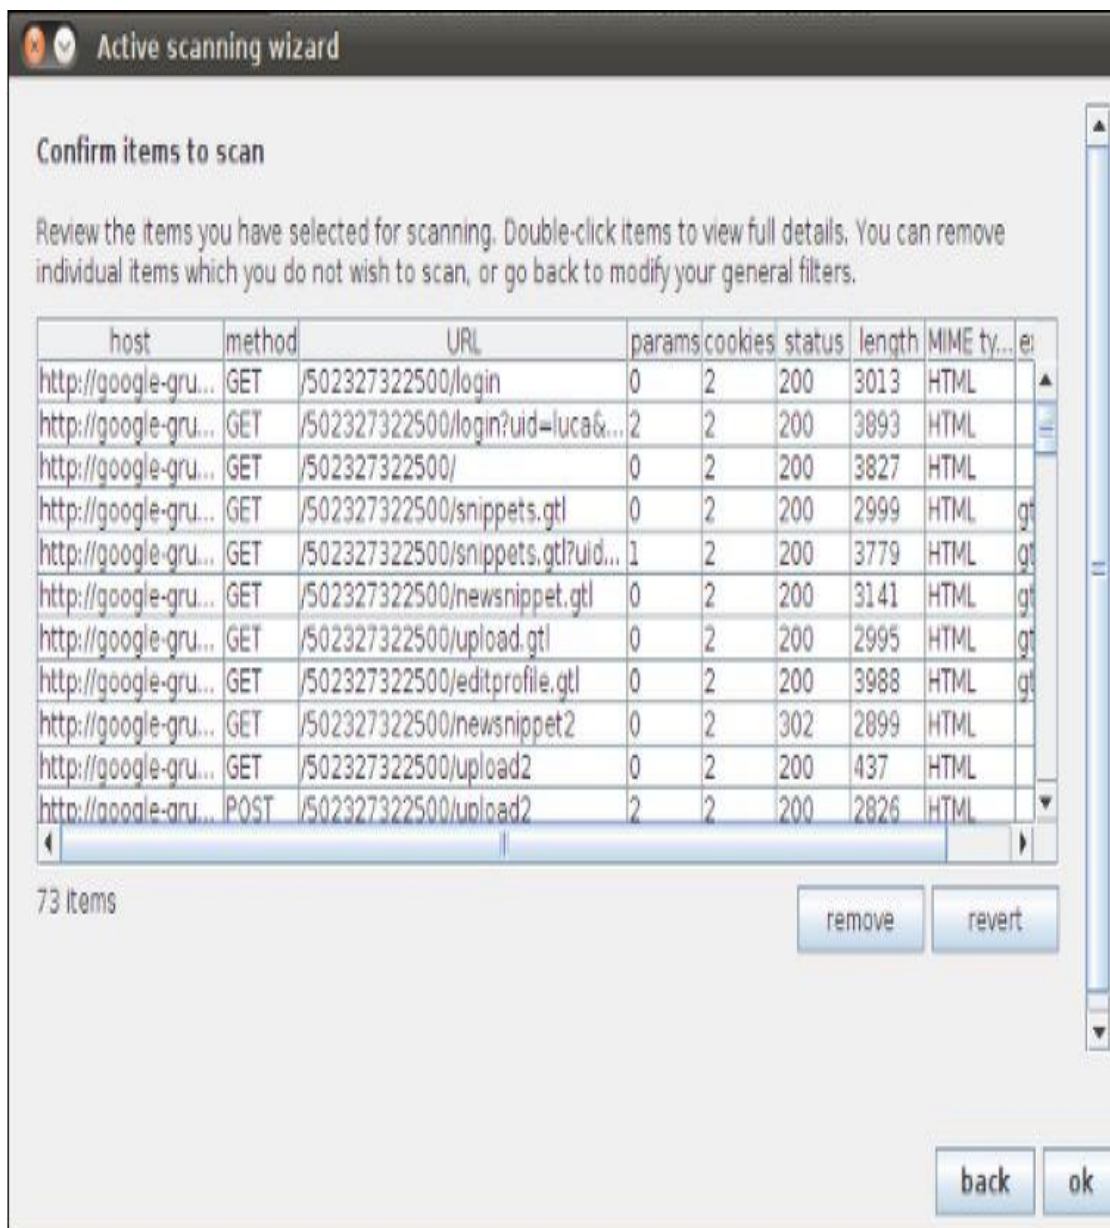 Active scanning wizard
Confirm items to scan
Review the items you have selected for scanning. Double-click items to view full details. You can remove
individual items which you do not wish to scan, or go back to modify your general filters.
host method URL params cookies status length MIME ty... e
http://google-gru... GET /502327322500/login 0 2 200 3013 HTML
http://google-gru... GET /502327322500/login?uid=luca&... 2 2 200 3893 HTML
http://google-gru... GET /502327322500/ 0 2 200 3827 HTML
http://google-gru... GET /502327322500/snippets.gtl 0 2 200 2999 HTML gt
http://google-gru... GET /502327322500/snippets.gtl?uid... 1 2 200 3779 HTML gt
http://google-gru... GET /502327322500/newsnippet.gtl 0 2 200 3141 HTML gt
http://google-gru... GET /502327322500/upload.gtl 0 2 200 2995 HTML gt
http://google-gru... GET /502327322500/editprofile.gtl 0 2 200 3988 HTML gt
http://google-gru... GET /502327322500/newsnippet2 0 2 302 2899 HTML
http://google-gru... GET /502327322500/upload2 0 2 200 437 HTML
http://google-gru... POST /502327322500/upload2 2 2 200 2826 HTML
73 items
remove revert
back ok